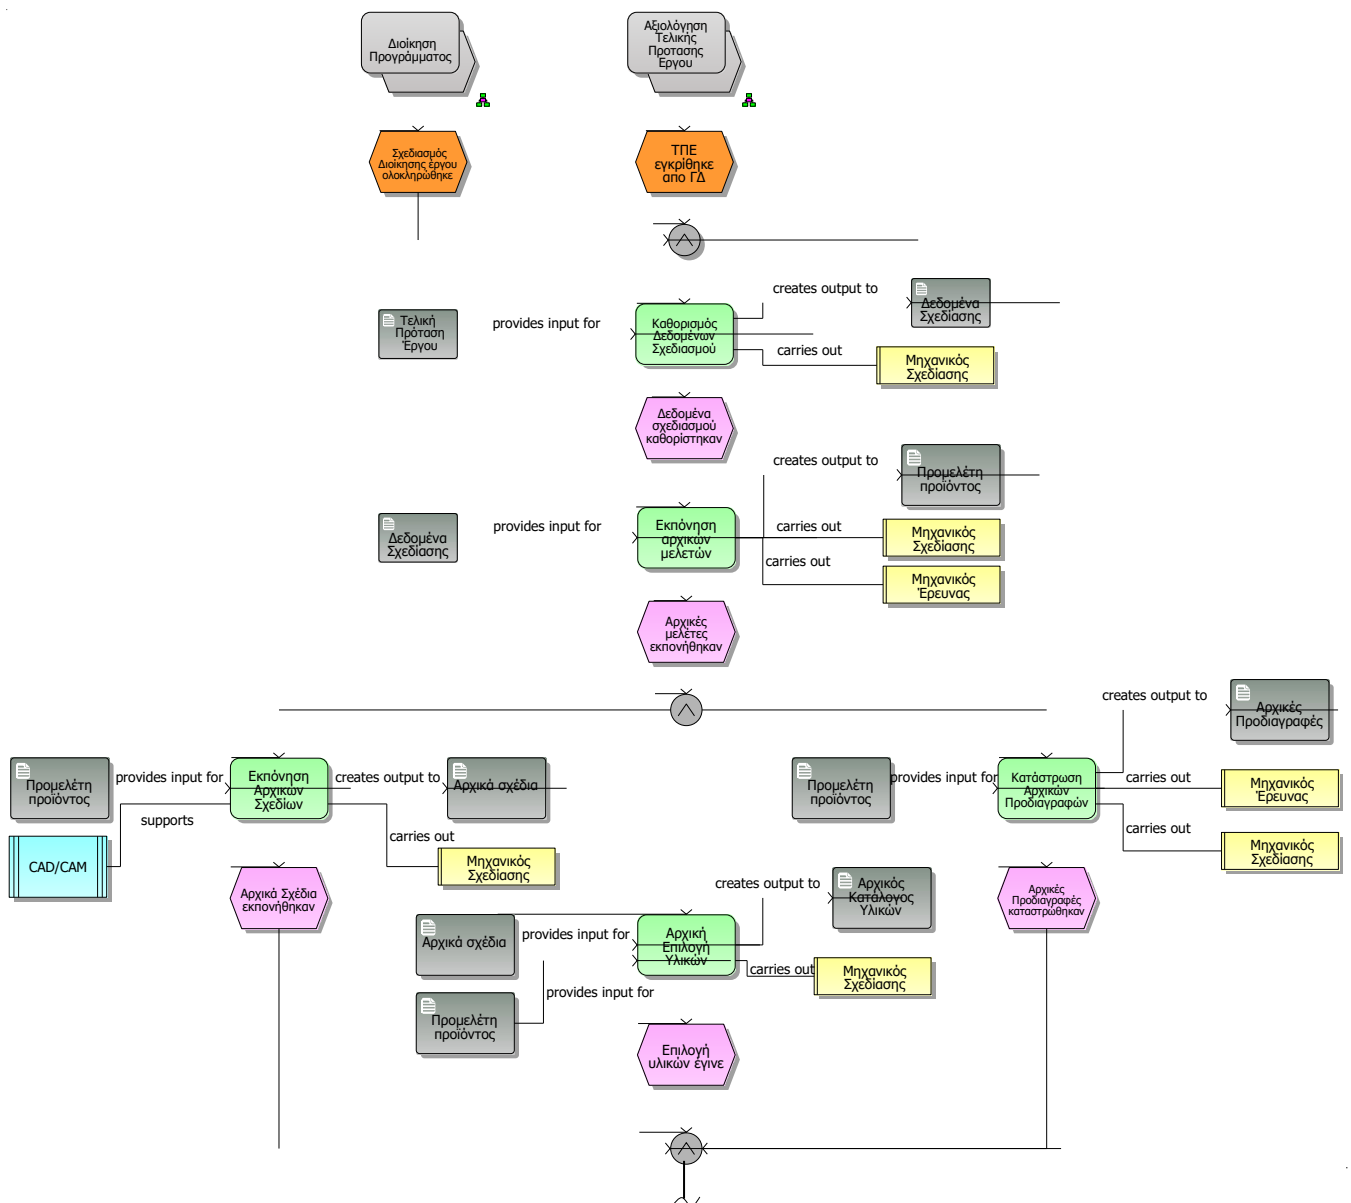 Διοίκηση
Προγράμματος
Αξιολόγηση
Τελικής
Προτασης
Εργου
Σχεδιασμός
Διοίκησης έργου
ολοκληρώθηκε
ΤΠΕ
εγκρίθηκε
απο ΓΔ
Τελική
Πρόταση
Έργου
provides input for
Καθορισμός
Δεδομένων
Σχεδιασμού
creates output to
Δεδομένα
Σχεδίασης
carries out
Μηχανικός
Σχεδίασης
Δεδομένα
σχεδιασμού
καθορίστηκαν
creates output to
Προμελέτη
προϊόντος
Δεδομένα
Σχεδίασης
provides input for
Εκπόνηση
αρχικών
μελετών
carries out
Μηχανικός
Σχεδίασης
carries out
Μηχανικός
Έρευνας
Αρχικές
μελέτες
εκπονήθηκαν
creates output to
Αρχικές
Προδιαγραφές
Προμελέτη
προϊόντος
provides input for
Εκπόνηση
Αρχικών
Σχεδίων
creates output to
Αρχικά σχέδια
Προμελέτη
προϊόντος
provides input for
Κατάστρωση
Αρχικών
Προδιαγραφών
carries out
Μηχανικός
Έρευνας
supports
CAD/CAM
carries out
Μηχανικός
Σχεδίασης
carries out
Μηχανικός
Σχεδίασης
Αρχικά Σχέδια
εκπονήθηκαν
creates output to
Αρχικός
Κατάλογος
Υλικών
Αρχικές
Προδιαγραφές
καταστρώθηκαν
Αρχικά σχέδια
provides input for
Αρχική
Επιλογή
Υλικών
carries out
Μηχανικός
Σχεδίασης
provides input for
Προμελέτη
προϊόντος
Επιλογή
υλικών έγινε